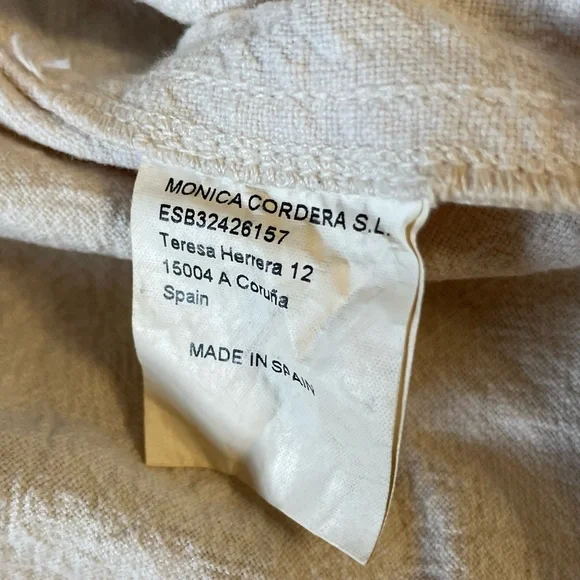 MONICA CORDERA S.L.
ESB32426157
Teresa Herrera 12
15004 A Coruña
Spain
MADE IN SPAIN